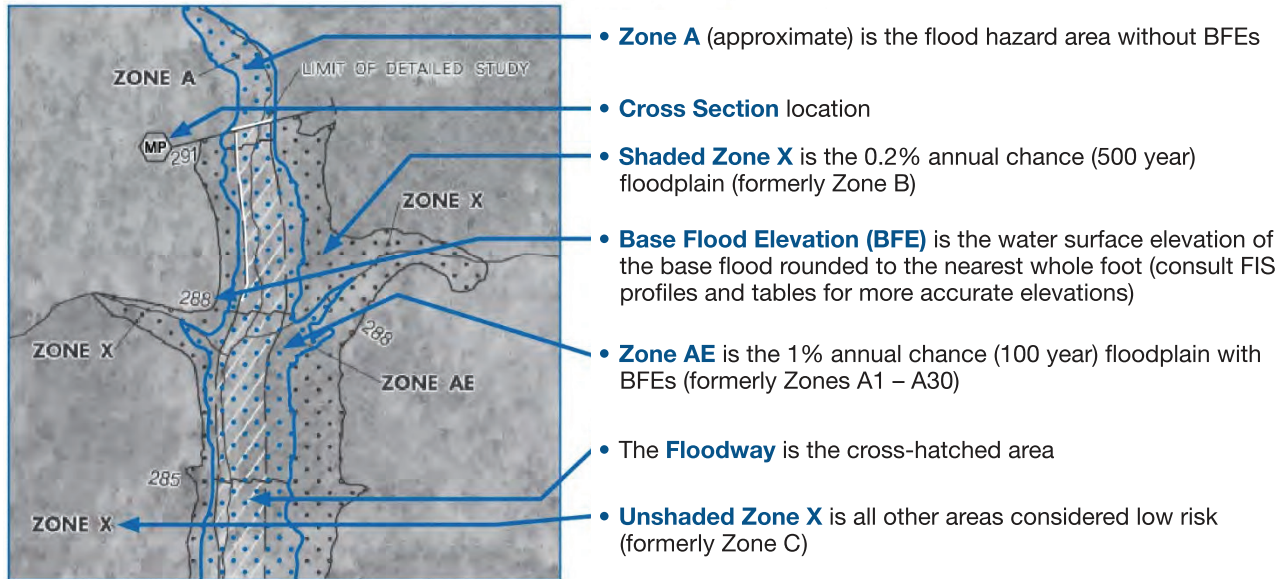 ZONE A
LIMIT OF DETAILED STUDY
MP
291
ZONE X
288
288
ZONE X
ZONE AE
285
ZONE X
• Zone A (approximate) is the flood hazard area without BFEs
• Cross Section location
• Shaded Zone X is the 0.2% annual chance (500 year)
floodplain (formerly Zone B)
• Base Flood Elevation (BFE) is the water surface elevation of
the base flood rounded to the nearest whole foot (consult FIS
profiles and tables for more accurate elevations)
• Zone AE is the 1% annual chance (100 year) floodplain with
BFEs (formerly Zones A1 – A30)
• The Floodway is the cross-hatched area
• Unshaded Zone X is all other areas considered low risk
(formerly Zone C)